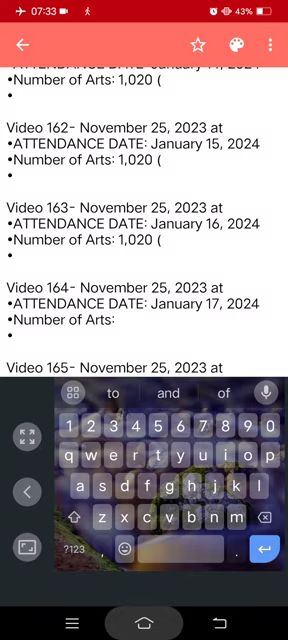 07:33
43%
•ATTENDANCE DATE: January 14, 2024
•Number of Arts: 1,020 (
•
Video 162- November 25, 2023 at
•ATTENDANCE DATE: January 15, 2024
•Number of Arts: 1,020 (
•
Video 163- November 25, 2023 at
•ATTENDANCE DATE: January 16, 2024
•Number of Arts: 1,020 (
•
Video 164- November 25, 2023 at
•ATTENDANCE DATE: January 17, 2024
•Number of Arts:
•
Video 165- November 25, 2023 at
to and of
1 2 3 4 5 6 7 8 9 0
q w e r t y u i o p
a s d f g h j k l
z x c v b n m
?123 , .